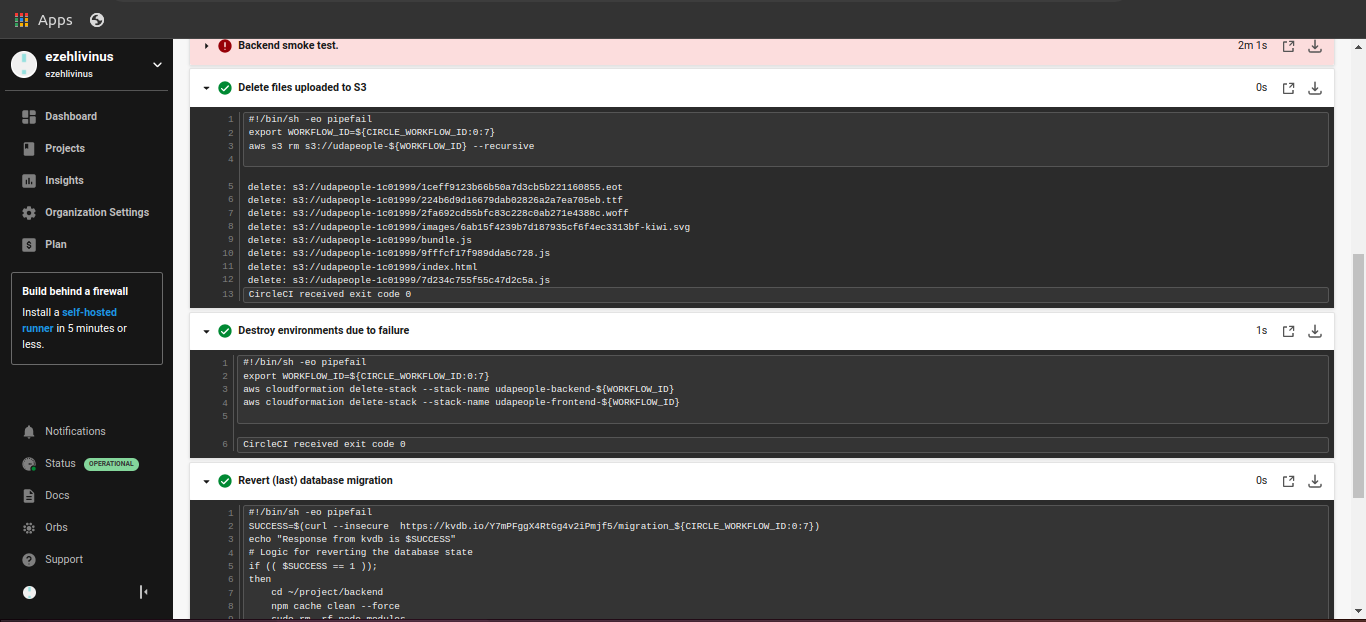 Apps
ezehlivinus
ezehlivinus
Dashboard
Projects
Insights
Organization Settings
Plan
Build behind a firewall
Install a self-hosted
runner in 5 minutes or
less.
Notifications
Status OPERATIONAL
Docs
Orbs
Support
Backend smoke test. 2m 1s
Delete files uploaded to S3 0s
1 #!/bin/sh -eo pipefail
2 export WORKFLOW_ID=${CIRCLE_WORKFLOW_ID:0:7}
3 aws s3 rm s3://udapeople-${WORKFLOW_ID} --recursive
4
5 delete: s3://udapeople-1c01999/1ceff9123b66b50a7d3cb5b221160855.eot
6 delete: s3://udapeople-1c01999/224b6d9d16679dab02826a2a7ea705eb.ttf
7 delete: s3://udapeople-1c01999/2fa692cd55bfc83c228c0ab271e4388c.woff
8 delete: s3://udapeople-1c01999/images/6ab15f4239b7d187935cf6f4ec3313bf-kiwi.svg
9 delete: s3://udapeople-1c01999/bundle.js
10 delete: s3://udapeople-1c01999/9fffcf17f989dda5c728.js
11 delete: s3://udapeople-1c01999/index.html
12 delete: s3://udapeople-1c01999/7d234c755f55c47d2c5a.js
13 CircleCI received exit code 0
Destroy environments due to failure 1s
1 #!/bin/sh -eo pipefail
2 export WORKFLOW_ID=${CIRCLE_WORKFLOW_ID:0:7}
3 aws cloudformation delete-stack --stack-name udapeople-backend-${WORKFLOW_ID}
4 aws cloudformation delete-stack --stack-name udapeople-frontend-${WORKFLOW_ID}
5
6 CircleCI received exit code 0
Revert (last) database migration 0s
1 #!/bin/sh -eo pipefail
2 SUCCESS=$(curl --insecure  https://kvdb.io/Y7mPFggX4RtGg4v2iPmjf5/migration_${CIRCLE_WORKFLOW_ID:0:7})
3 echo "Response from kvdb is $SUCCESS"
4 # Logic for reverting the database state
5 if (( $SUCCESS == 1 ));
6 then
7 cd ~/project/backend
8 npm cache clean --force
9 sudo rm -rf node_modules